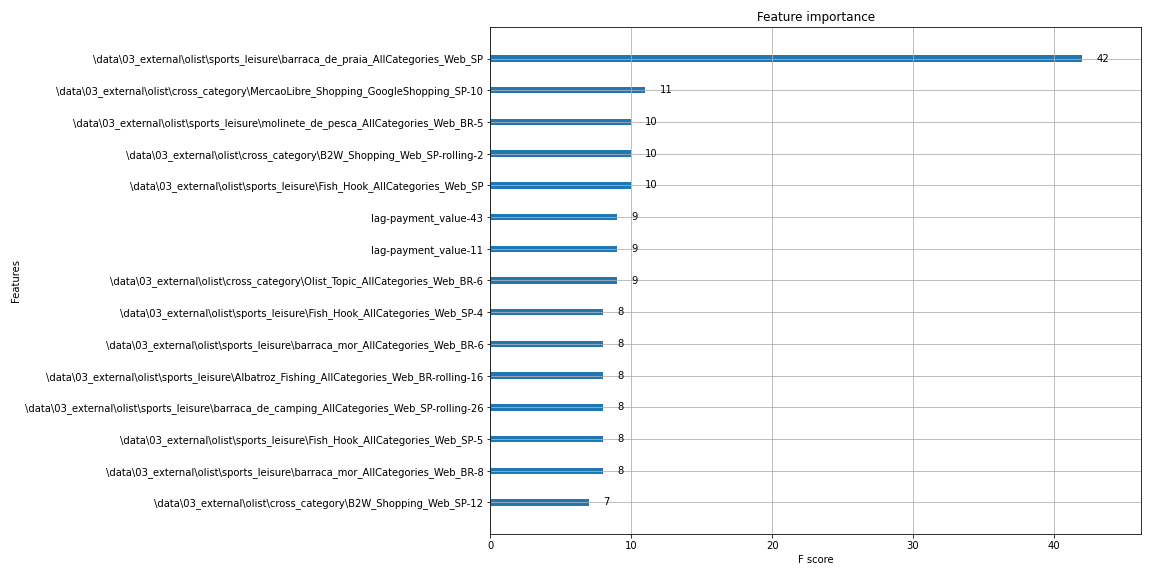 Feature importance
\data\03_external\olist\sports_leisure\barraca_de_praia_AllCategories_Web_SP 42
\data\03_external\olist\cross_category\MercaoLibre_Shopping_GoogleShopping_SP-10 11
\data\03_external\olist\sports_leisure\molinete_de_pesca_AllCategories_Web_BR-5 10
\data\03_external\olist\cross_category\B2W_Shopping_Web_SP-rolling-2 10
\data\03_external\olist\sports_leisure\Fish_Hook_AllCategories_Web_SP 10
lag-payment_value-43 9
lag-payment_value-11 9
\data\03_external\olist\cross_category\Olist_Topic_AllCategories_Web_BR-6 9
\data\03_external\olist\sports_leisure\Fish_Hook_AllCategories_Web_SP-4 8
\data\03_external\olist\sports_leisure\barraca_mor_AllCategories_Web_BR-6 8
\data\03_external\olist\sports_leisure\Albatroz_Fishing_AllCategories_Web_BR-rolling-16 8
\data\03_external\olist\sports_leisure\barraca_de_camping_AllCategories_Web_SP-rolling-26 8
\data\03_external\olist\sports_leisure\Fish_Hook_AllCategories_Web_SP-5 8
\data\03_external\olist\sports_leisure\barraca_mor_AllCategories_Web_BR-8 8
\data\03_external\olist\cross_category\B2W_Shopping_Web_SP-12 7
Features
0 10 20 30 40
F score